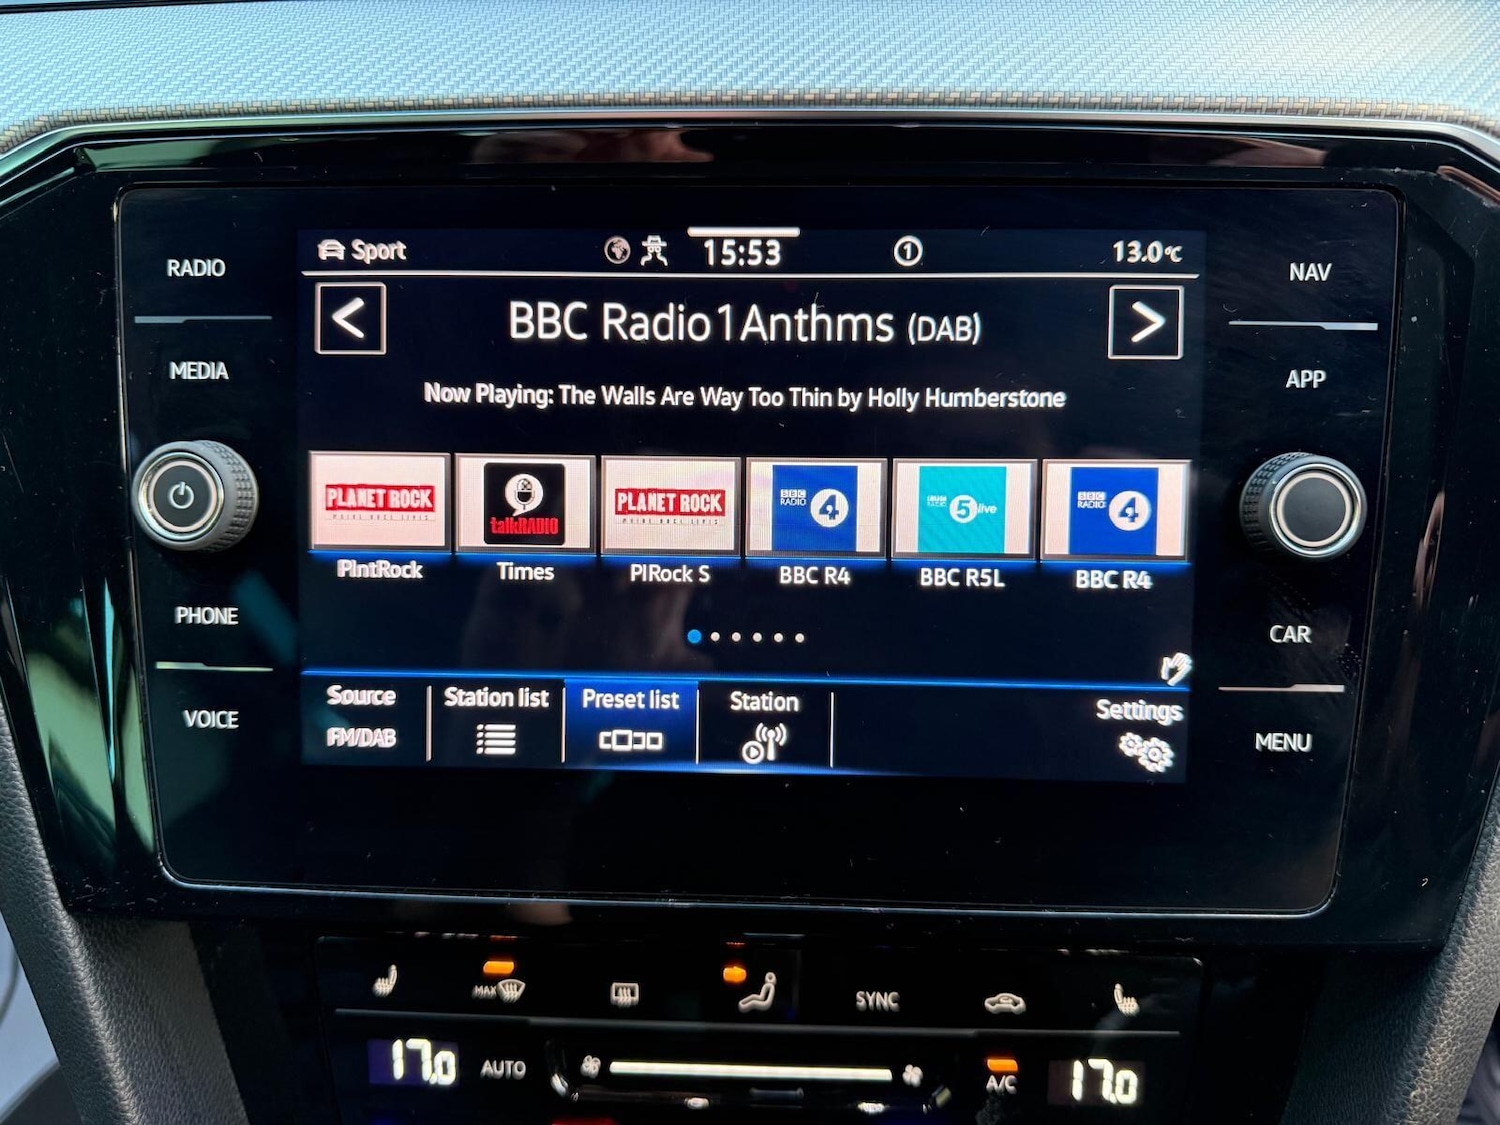 Sport
15:53
1
13.0°C
RADIO
NAV
<
BBC Radio1Anthms (DAB)
>
MEDIA
APP
Now Playing: The Walls Are Way Too Thin by Holly Humberstone
PLANET ROCK
talkRADIO
PLANET ROCK
BBC RADIO 4
5 live
BBC RADIO 4
PlntRock
Times
PlRock S
BBC R4
BBC R5L
BBC R4
PHONE
CAR
VOICE
MENU
Source
FM/DAB
Station list
Preset list
Station
Settings
MAX
SYNC
17.0
AUTO
A/C
17.0